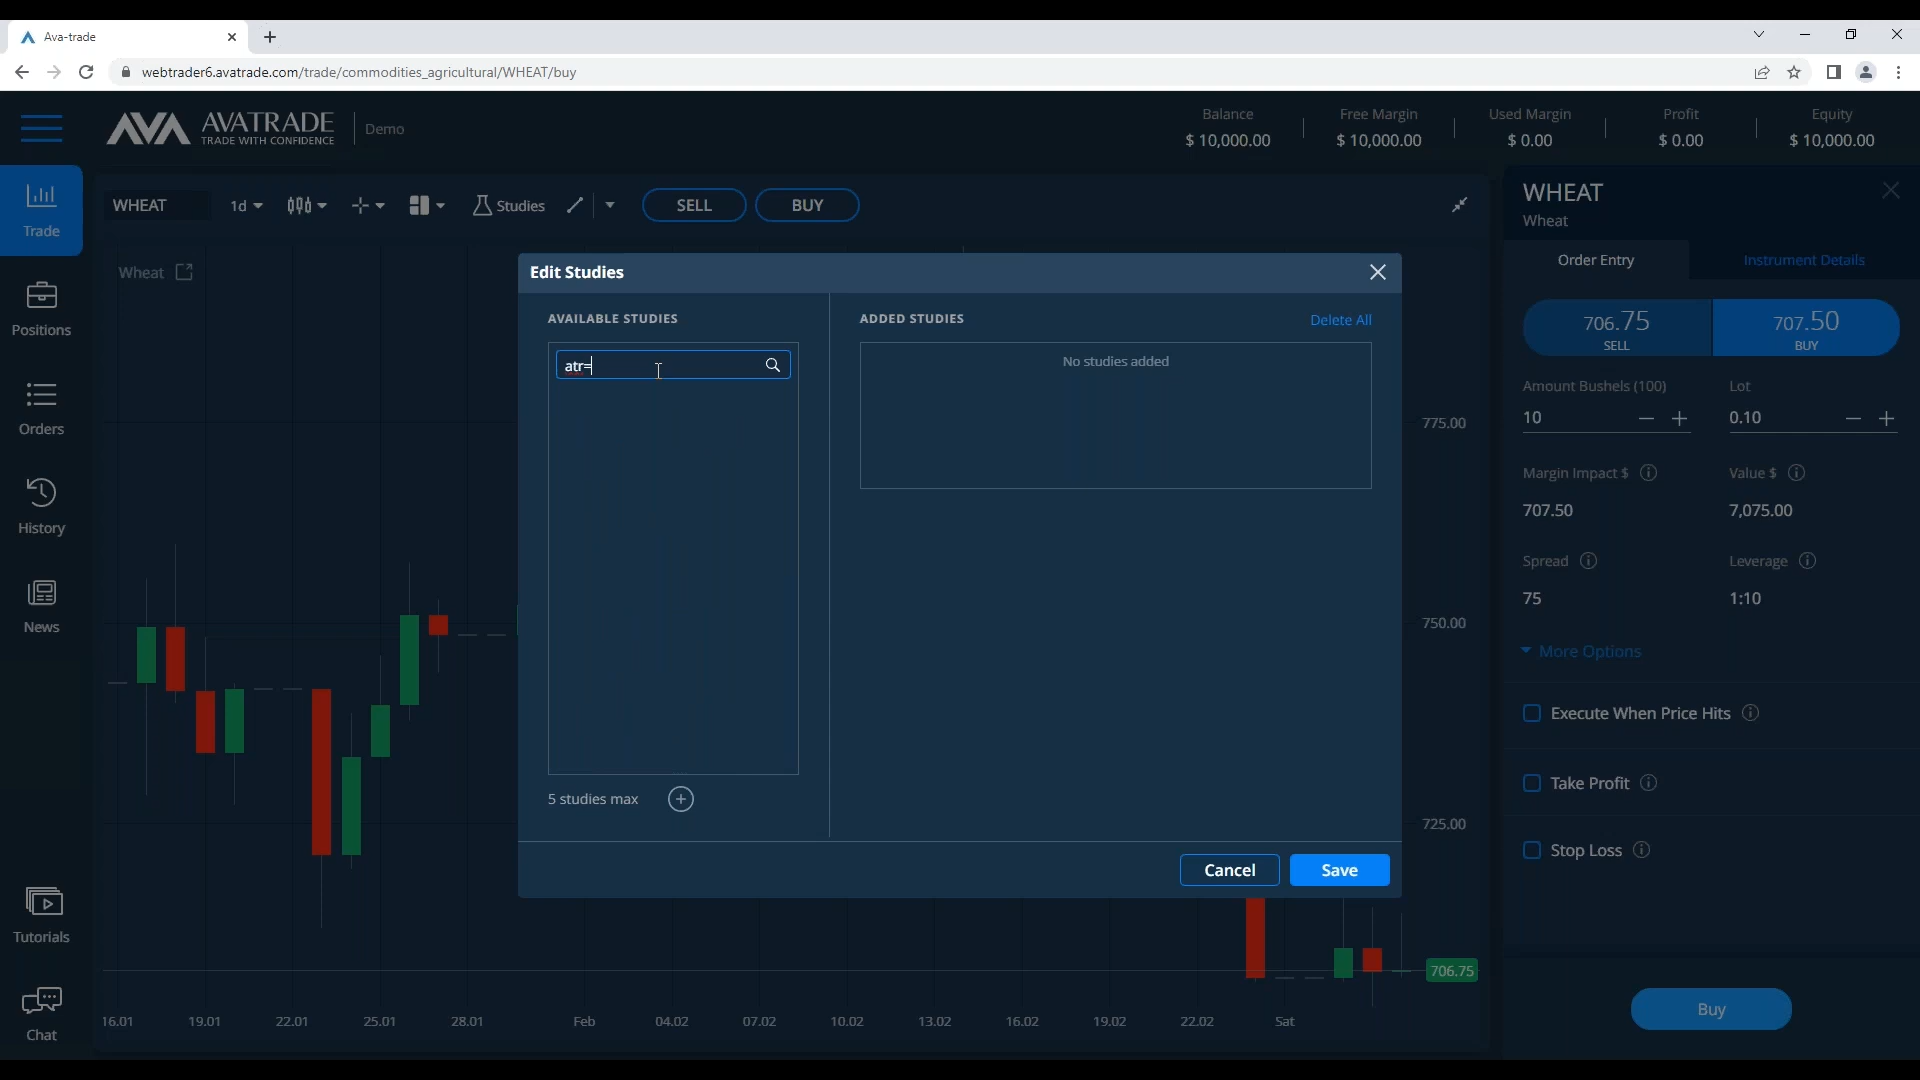 Ava-trade
webtrader6.avatrade.com/trade/commodities_agricultural/WHEAT/buy
AVATRADE
TRADE WITH CONFIDENCE
Demo
Balance
$ 10,000.00
Free Margin
$ 10,000.00
Used Margin
$ 0.00
Profit
$ 0.00
Equity
$ 10,000.00
Trade
Positions
Orders
History
News
Tutorials
Chat
WHEAT
1d
Studies
SELL
BUY
Wheat
Edit Studies
AVAILABLE STUDIES
atr=
5 studies max
ADDED STUDIES
Delete All
No studies added
Cancel
Save
775.00
750.00
725.00
706.75
16.01
19.01
22.01
25.01
28.01
Feb
04.02
07.02
10.02
13.02
16.02
19.02
22.02
Sat
WHEAT
Wheat
Order Entry
Instrument Details
706.75
SELL
707.50
BUY
Amount Bushels (100)
10
Lot
0.10
Margin Impact $
707.50
Value $
7,075.00
Spread
75
Leverage
1:10
More Options
Execute When Price Hits
Take Profit
Stop Loss
Buy